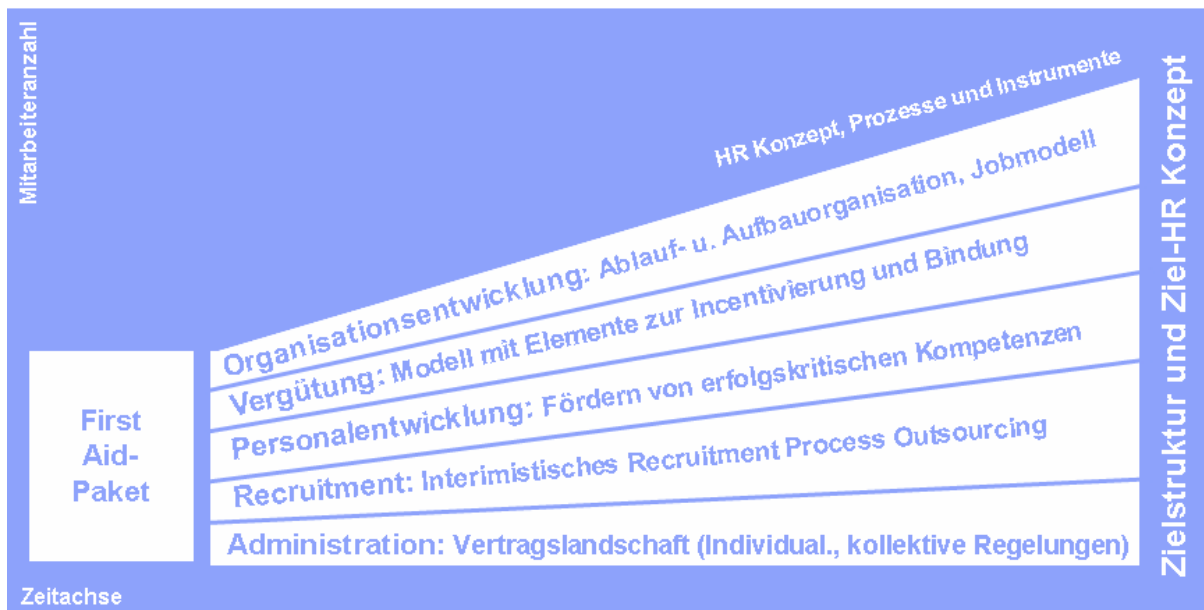 Mitarbeiteranzahl
HR Konzept, Prozesse und Instrumente
Organisationsentwicklung: Ablauf- u. Aufbauorganisation, Jobmodell
Vergütung: Modell mit Elemente zur Incentivierung und Bindung
Personalentwicklung: Fördern von erfolgskritischen Kompetenzen
Recruitment: Interimistisches Recruitment Process Outsourcing
Administration: Vertragslandschaft (Individual., kollektive Regelungen)
First
Aid-
Paket
Zielstruktur und Ziel-HR Konzept
Zeitachse